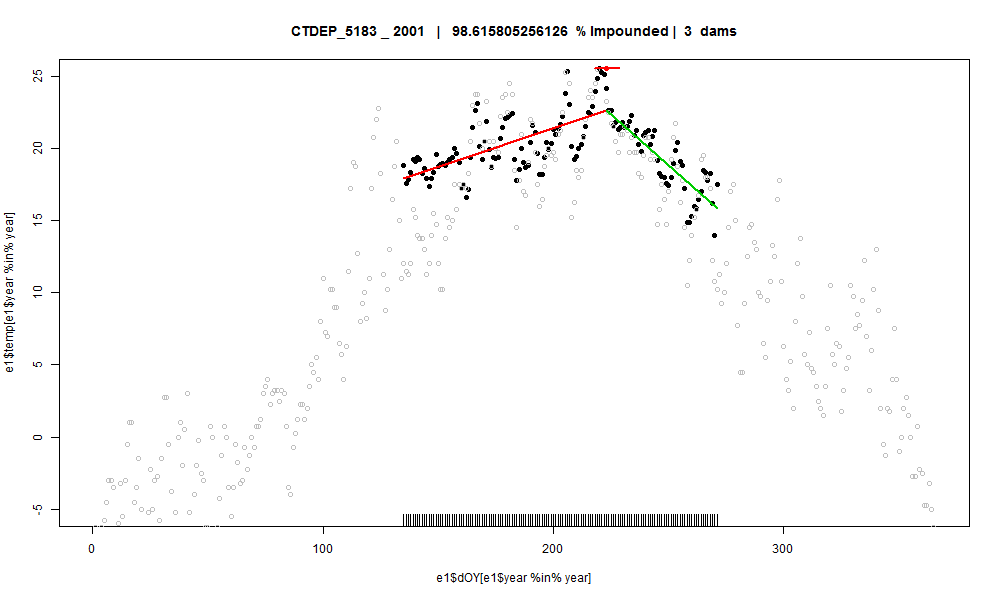 CTDEP_5183 _ 2001 | 98.615805256126 % Impounded | 3 dams
25
20
15
10
5
0
-5
e1$temp[e1$year %in% year]
0 100 200 300
e1$dOY[e1$year %in% year]